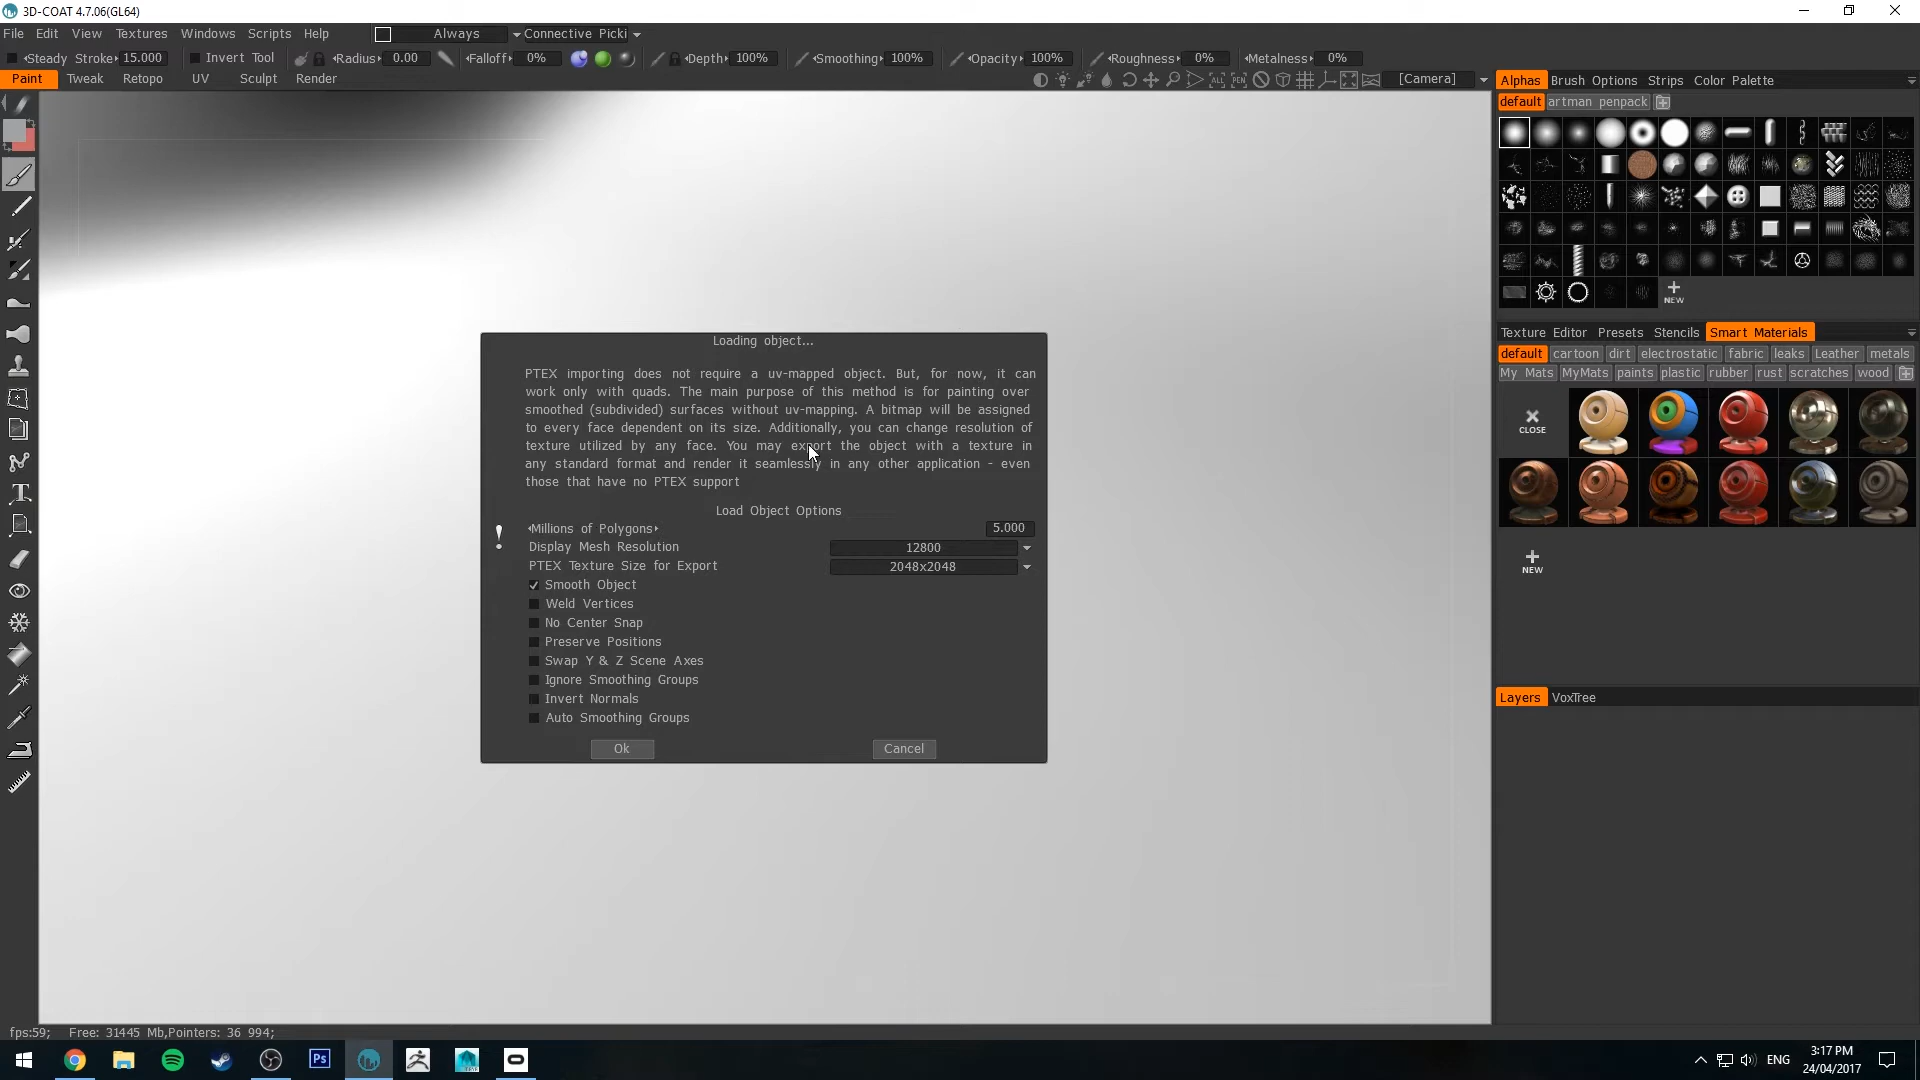 3D-COAT 4.7.06(GL64)
File Edit View Textures Windows Scripts Help Always Connective Picki
Steady Stroke 15.000 Invert Tool Radius 0.00 Falloff 0% Depth 100% Smoothing 100% Opacity 100% Roughness 0% Metalness 0%
Paint Tweak Retopo UV Sculpt Render [Camera]
Alphas Brush Options Strips Color Palette
default artman penpack
NEW
Texture Editor Presets Stencils Smart Materials
default cartoon dirt electrostatic fabric leaks Leather metals
My Mats MyMats paints plastic rubber rust scratches wood
CLOSE
NEW
Layers VoxTree
Loading object...
PTEX importing does not require a uv-mapped object. But, for now, it can
work only with quads. The main purpose of this method is for painting over
smoothed (subdivided) surfaces without uv-mapping. A bitmap will be assigned
to every face dependent on its size. Additionally, you can change resolution of
texture utilized by any face. You may export the object with a texture in
any standard format and render it seamlessly in any other application - even
those that have no PTEX support
Load Object Options
Millions of Polygons 5.000
Display Mesh Resolution 12800
PTEX Texture Size for Export 2048x2048
Smooth Object
Weld Vertices
No Center Snap
Preserve Positions
Swap Y & Z Scene Axes
Ignore Smoothing Groups
Invert Normals
Auto Smoothing Groups
Ok Cancel
fps:59; Free: 31445 Mb,Pointers: 36 994;
Ps
ENG
3:17 PM
24/04/2017